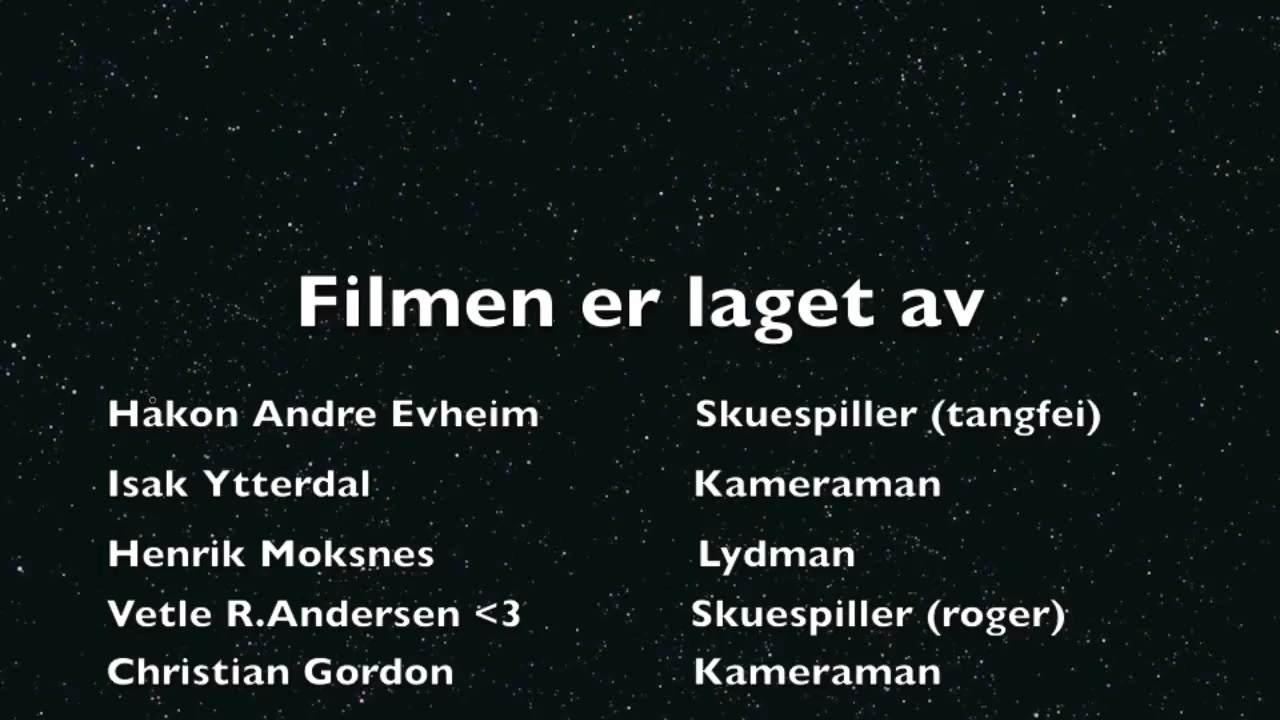 Filmen er laget av
Håkon Andre Evheim Skuespiller (tangfei)
Isak Ytterdal Kameraman
Henrik Moksnes Lydman
Vetle R.Andersen <3 Skuespiller (roger)
Christian Gordon Kameraman